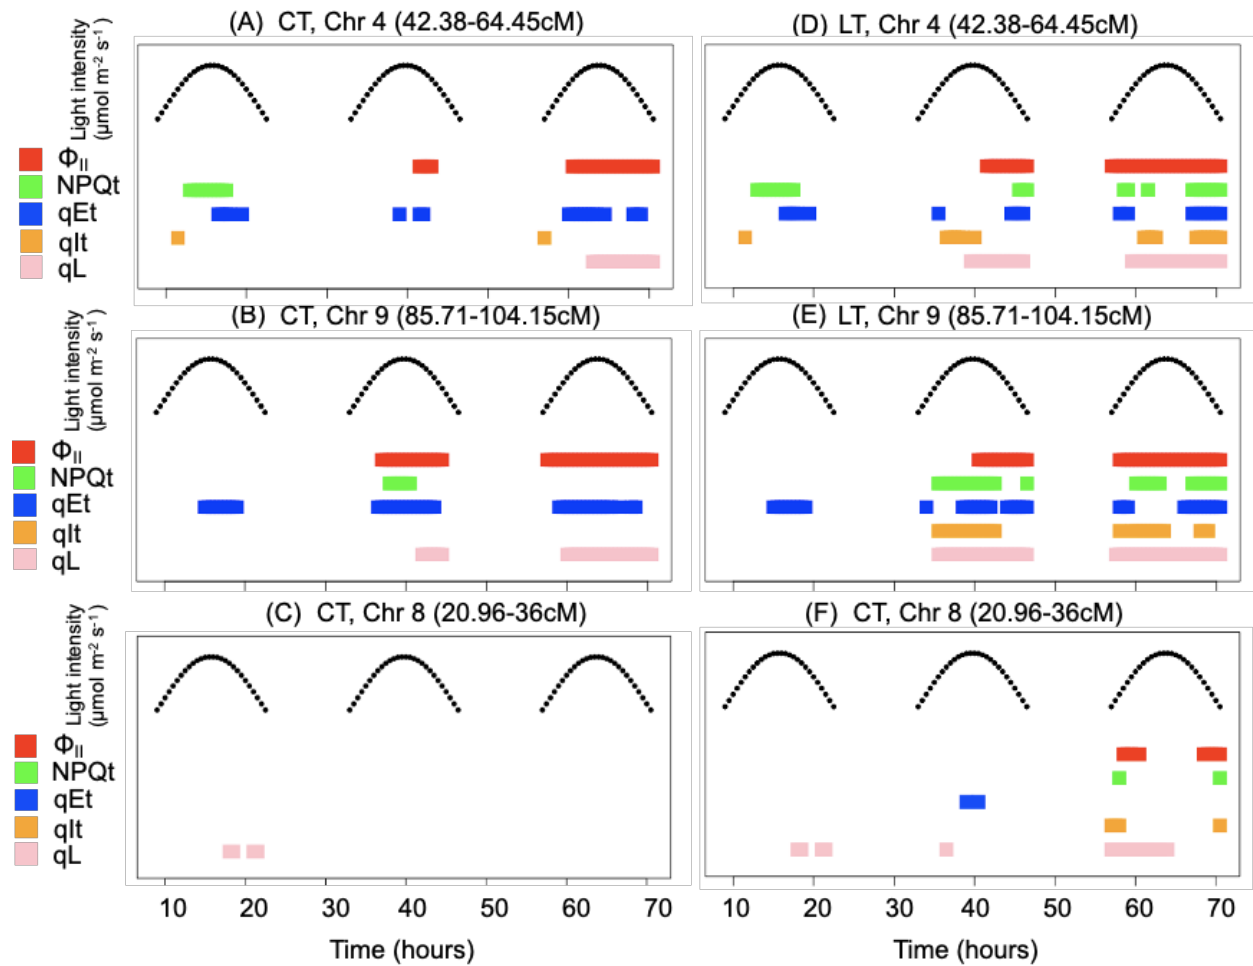 (A) CT, Chr 4 (42.38-64.45cM)
Light intensity
(µmol m⁻² s⁻¹)
Φ_II
NPQt
qEt
qIt
qL
(D) LT, Chr 4 (42.38-64.45cM)
(B) CT, Chr 9 (85.71-104.15cM)
Light intensity
(µmol m⁻² s⁻¹)
Φ_II
NPQt
qEt
qIt
qL
(E) LT, Chr 9 (85.71-104.15cM)
(C) CT, Chr 8 (20.96-36cM)
Light intensity
(µmol m⁻² s⁻¹)
Φ_II
NPQt
qEt
qIt
qL
10 20 30 40 50 60 70
Time (hours)
(F) CT, Chr 8 (20.96-36cM)
10 20 30 40 50 60 70
Time (hours)